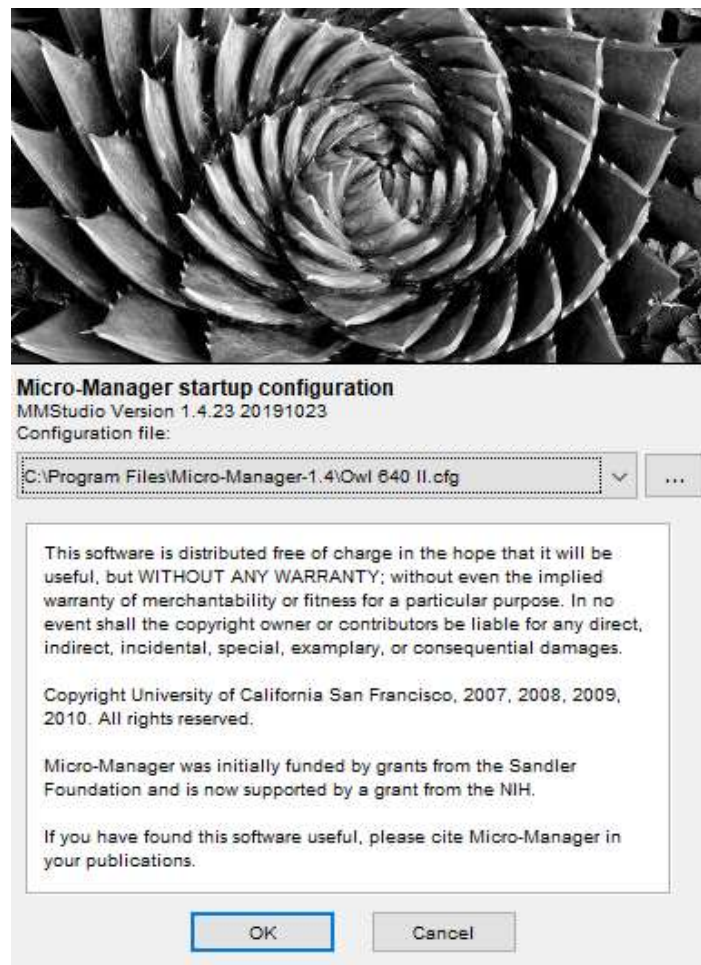 Micro-Manager startup configuration
MMStudio Version 1.4.23 20191023
Configuration file:
C:\Program Files\Micro-Manager-1.4\Owl 640 II.cfg
...
This software is distributed free of charge in the hope that it will be
useful, but WITHOUT ANY WARRANTY; without even the implied
warranty of merchantability or fitness for a particular purpose. In no
event shall the copyright owner or contributors be liable for any direct,
indirect, incidental, special, examplary, or consequential damages.
Copyright University of California San Francisco, 2007, 2008, 2009,
2010. All rights reserved.
Micro-Manager was initially funded by grants from the Sandler
Foundation and is now supported by a grant from the NIH.
If you have found this software useful, please cite Micro-Manager in
your publications.
OK Cancel